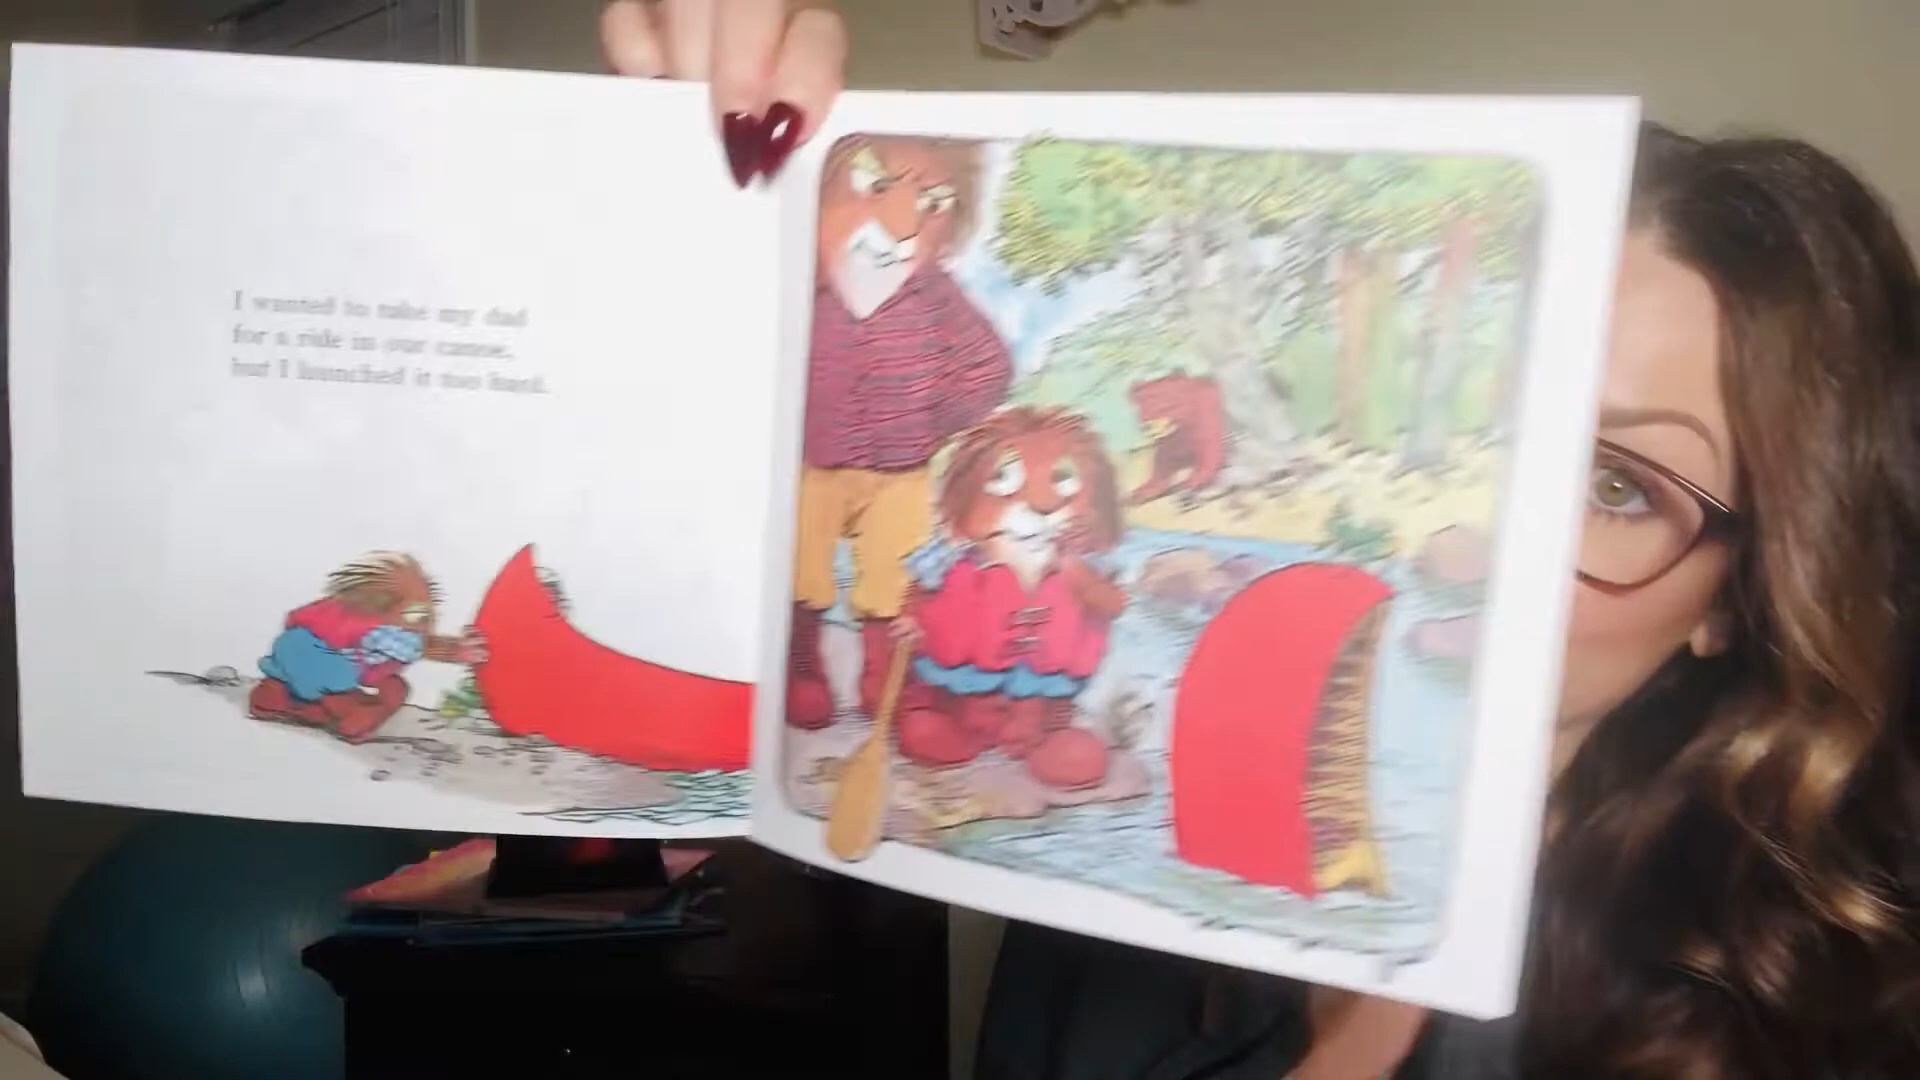 I wanted to take my dad
for a ride in our canoe,
but I launched it too hard.